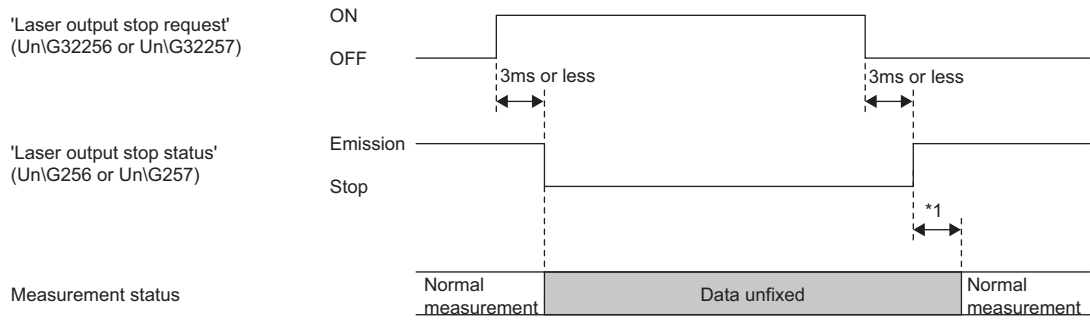 'Laser output stop request'
(Un\G32256 or Un\G32257)
ON
OFF
3ms or less
3ms or less
'Laser output stop status'
(Un\G256 or Un\G257)
Emission
Stop
*1
Measurement status
Normal
measurement
Data unfixed
Normal
measurement